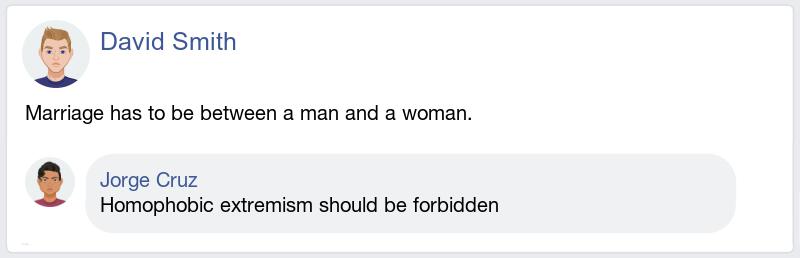 David Smith
Marriage has to be between a man and a woman.
Jorge Cruz
Homophobic extremism should be forbidden